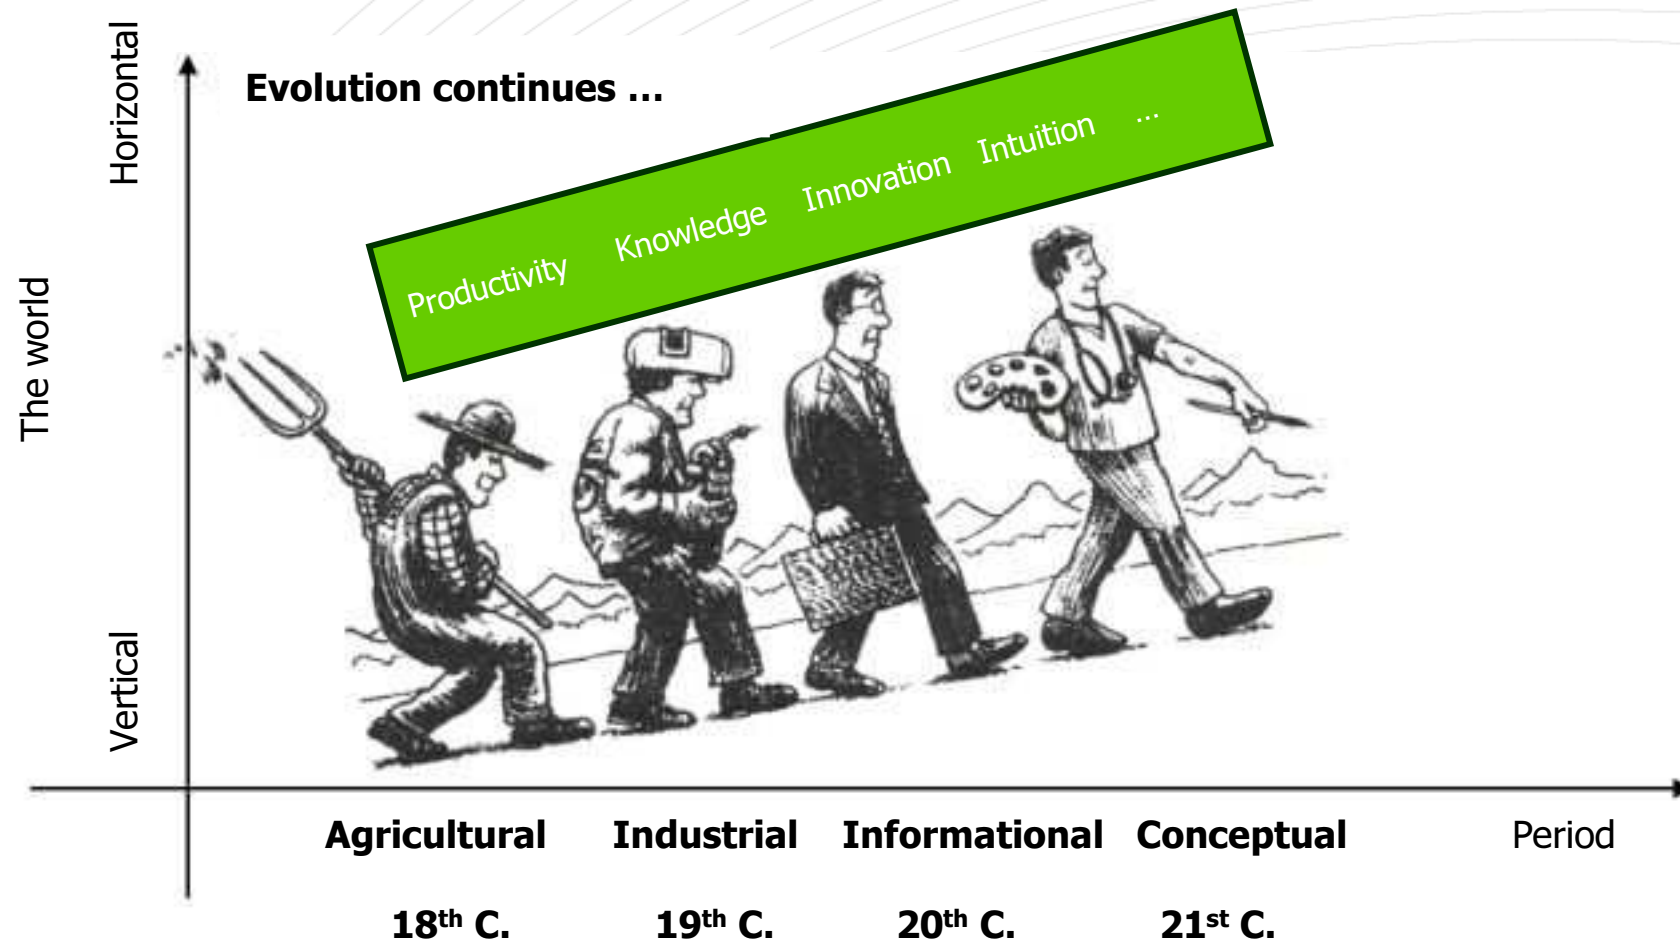 Evolution continues ...
Productivity Knowledge Innovation Intuition ...
Horizontal
The world
Vertical
Agricultural Industrial Informational Conceptual Period
18th C. 19th C. 20th C. 21st C.